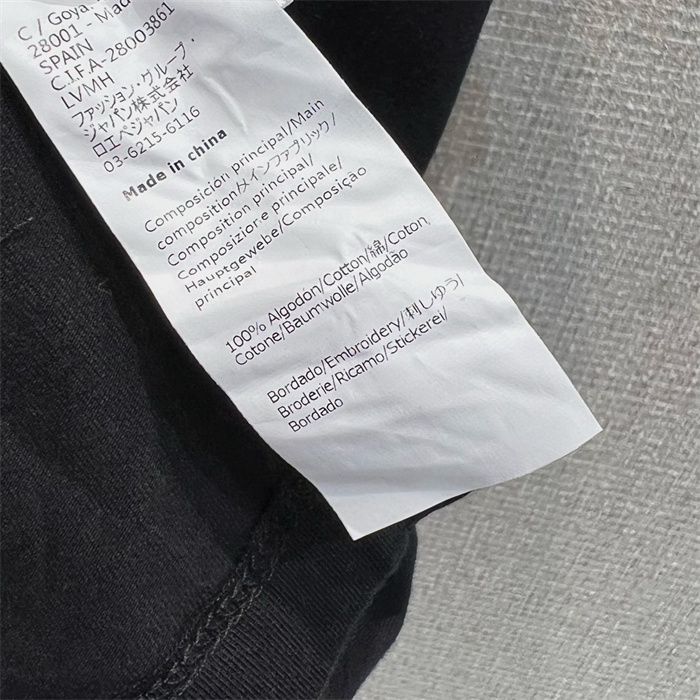 C / Goya,
28001 - Mad
SPAIN
C.I.F A-28003861
LVMH
ファッション・グループ・
ジャパン株式会社
ロエベジャパン
03-6215-6116
Made in china
Composición principal/Main
composition/メインファブリック/
Composition principal/
Composizione principale/
Hauptgewebe/Composição
principal
100% Algodón/Cotton/綿/Coton,
Cotone/Baumwolle/Algodão
Bordado/Embroidery/刺しゅう/
Broderie/Ricamo/Stickerei/
Bordado